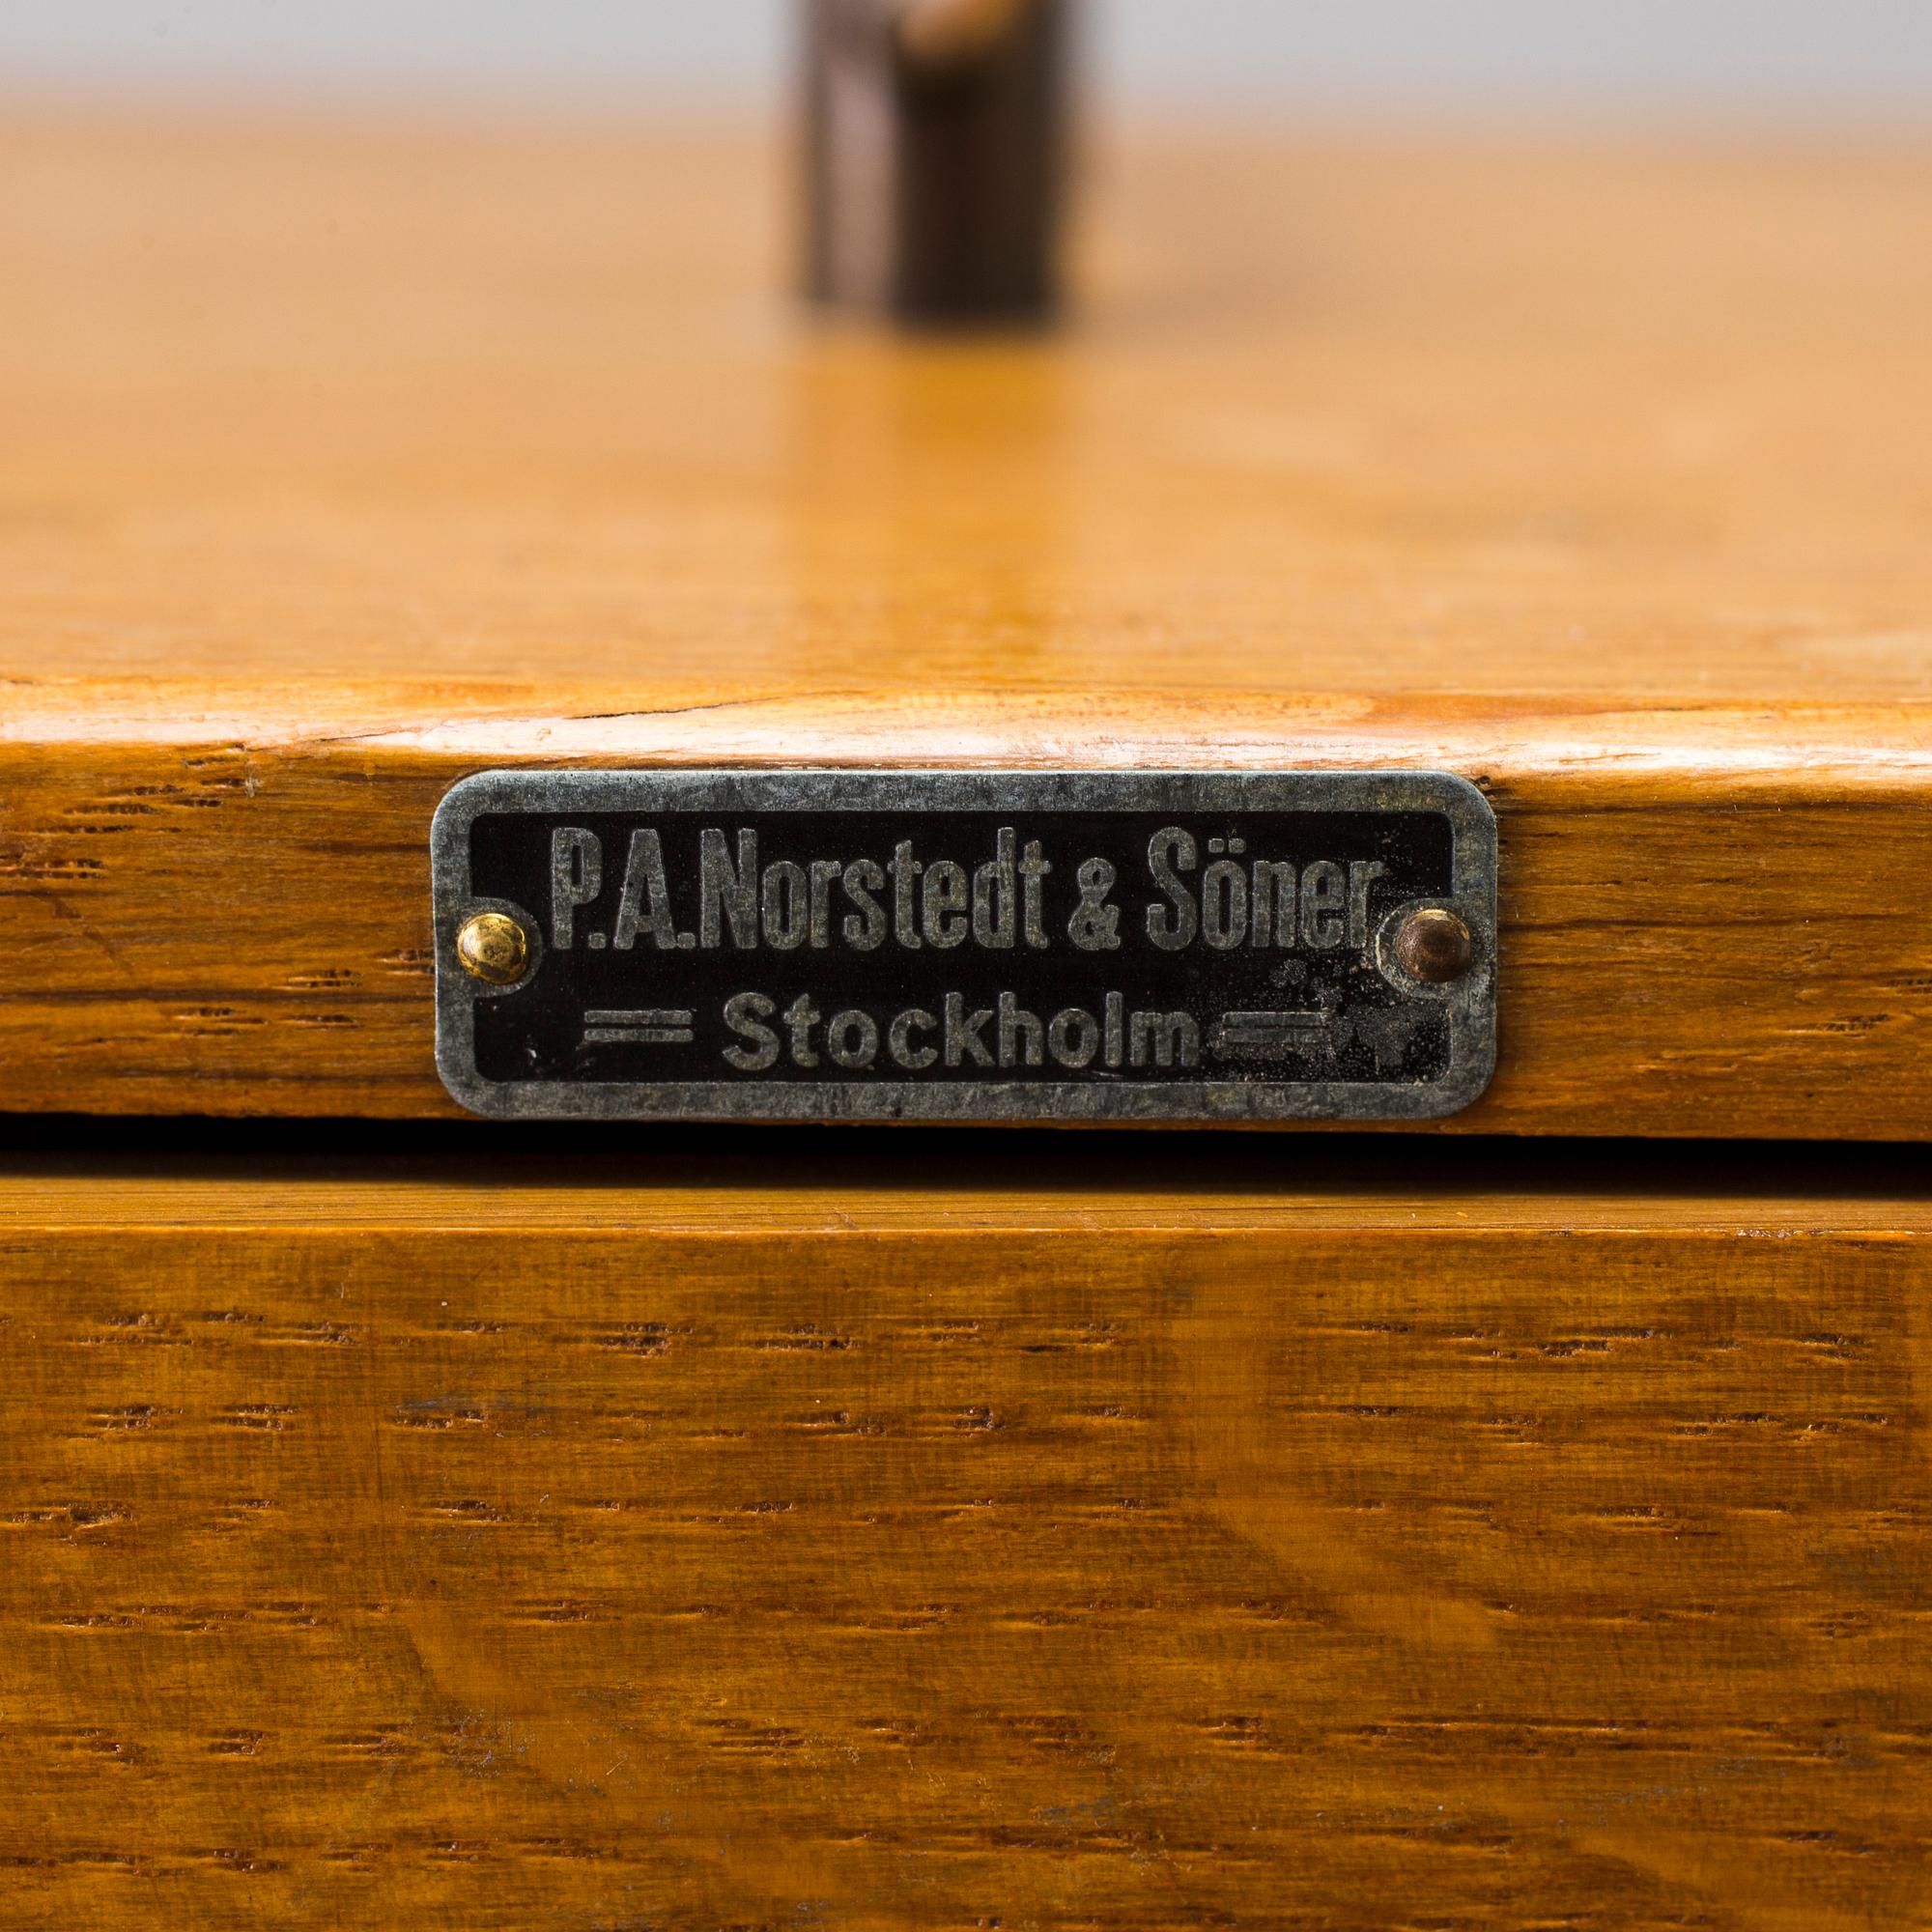 P.A. Norstedt & Söner
= Stockholm =